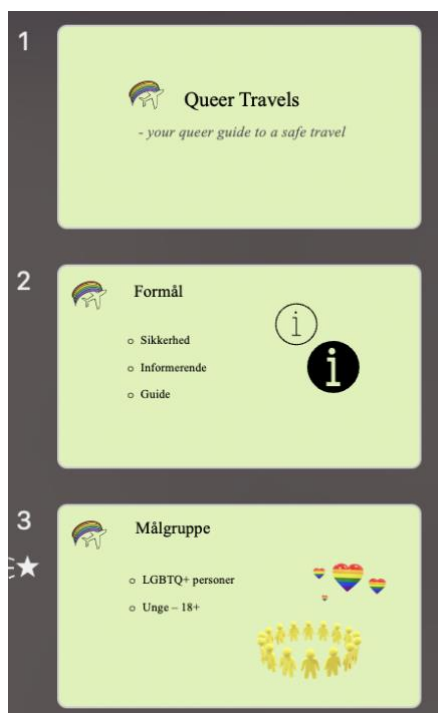 1
Queer Travels
- your queer guide to a safe travel
2
Formål
i
o Sikkerhed
i
o Informerende
o Guide
3
Målgruppe
o LGBTQ+ personer
o Unge – 18+